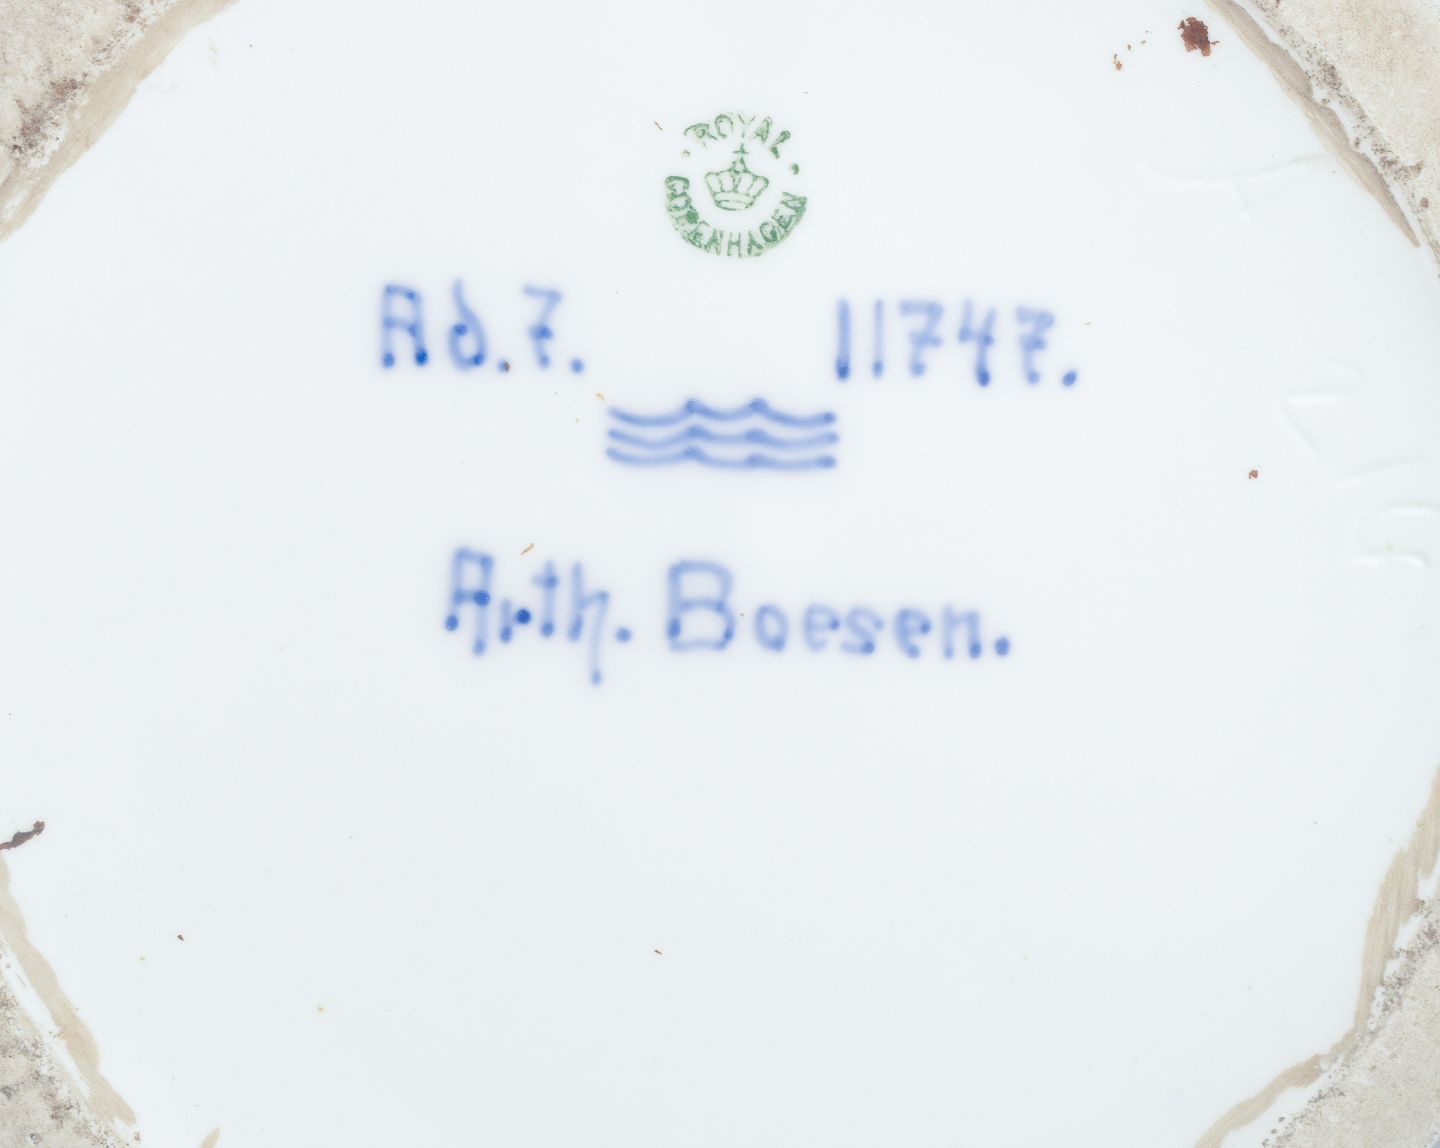 ROYAL
COPENHAGEN
Ad. 7. 11747.
Arth. Boesen.